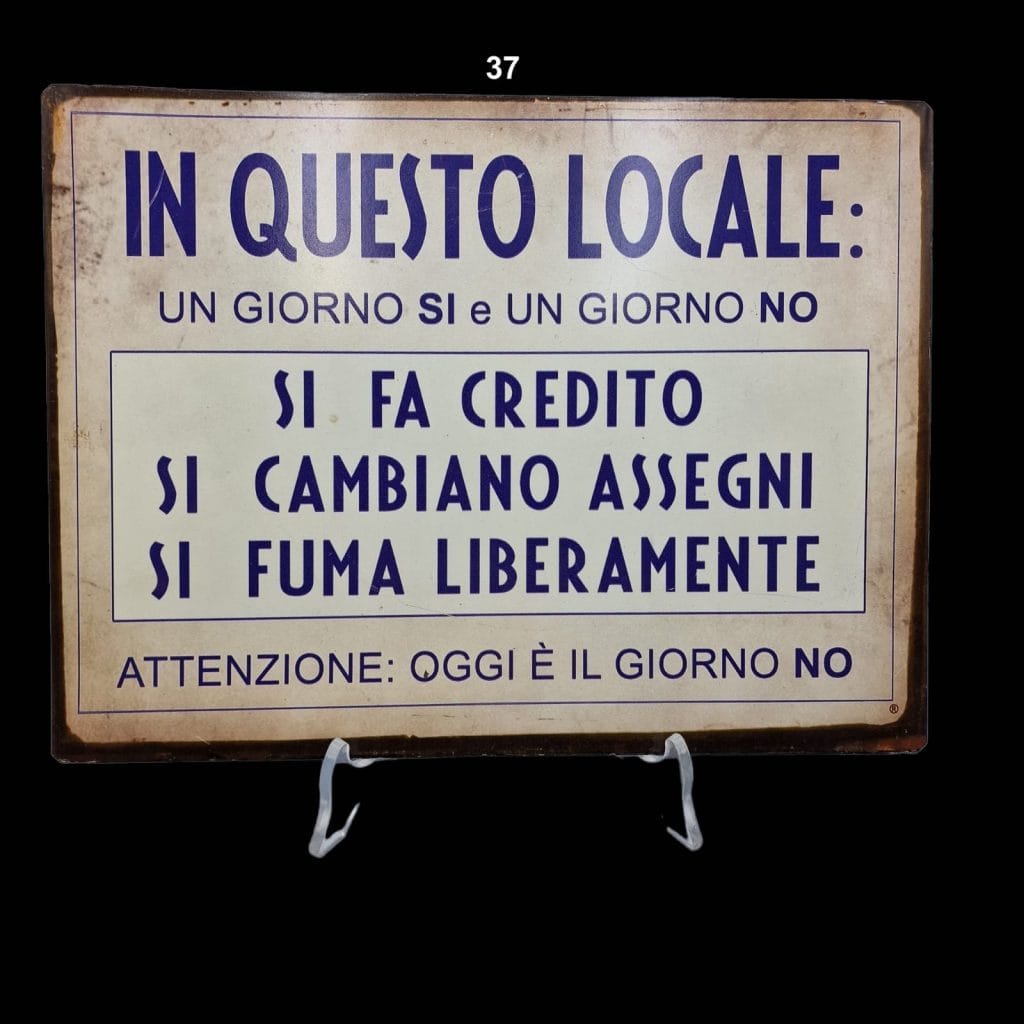 37
IN QUESTO LOCALE:
UN GIORNO SI e UN GIORNO NO
SI FA CREDITO
SI CAMBIANO ASSEGNI
SI FUMA LIBERAMENTE
ATTENZIONE: OGGI È IL GIORNO NO
®